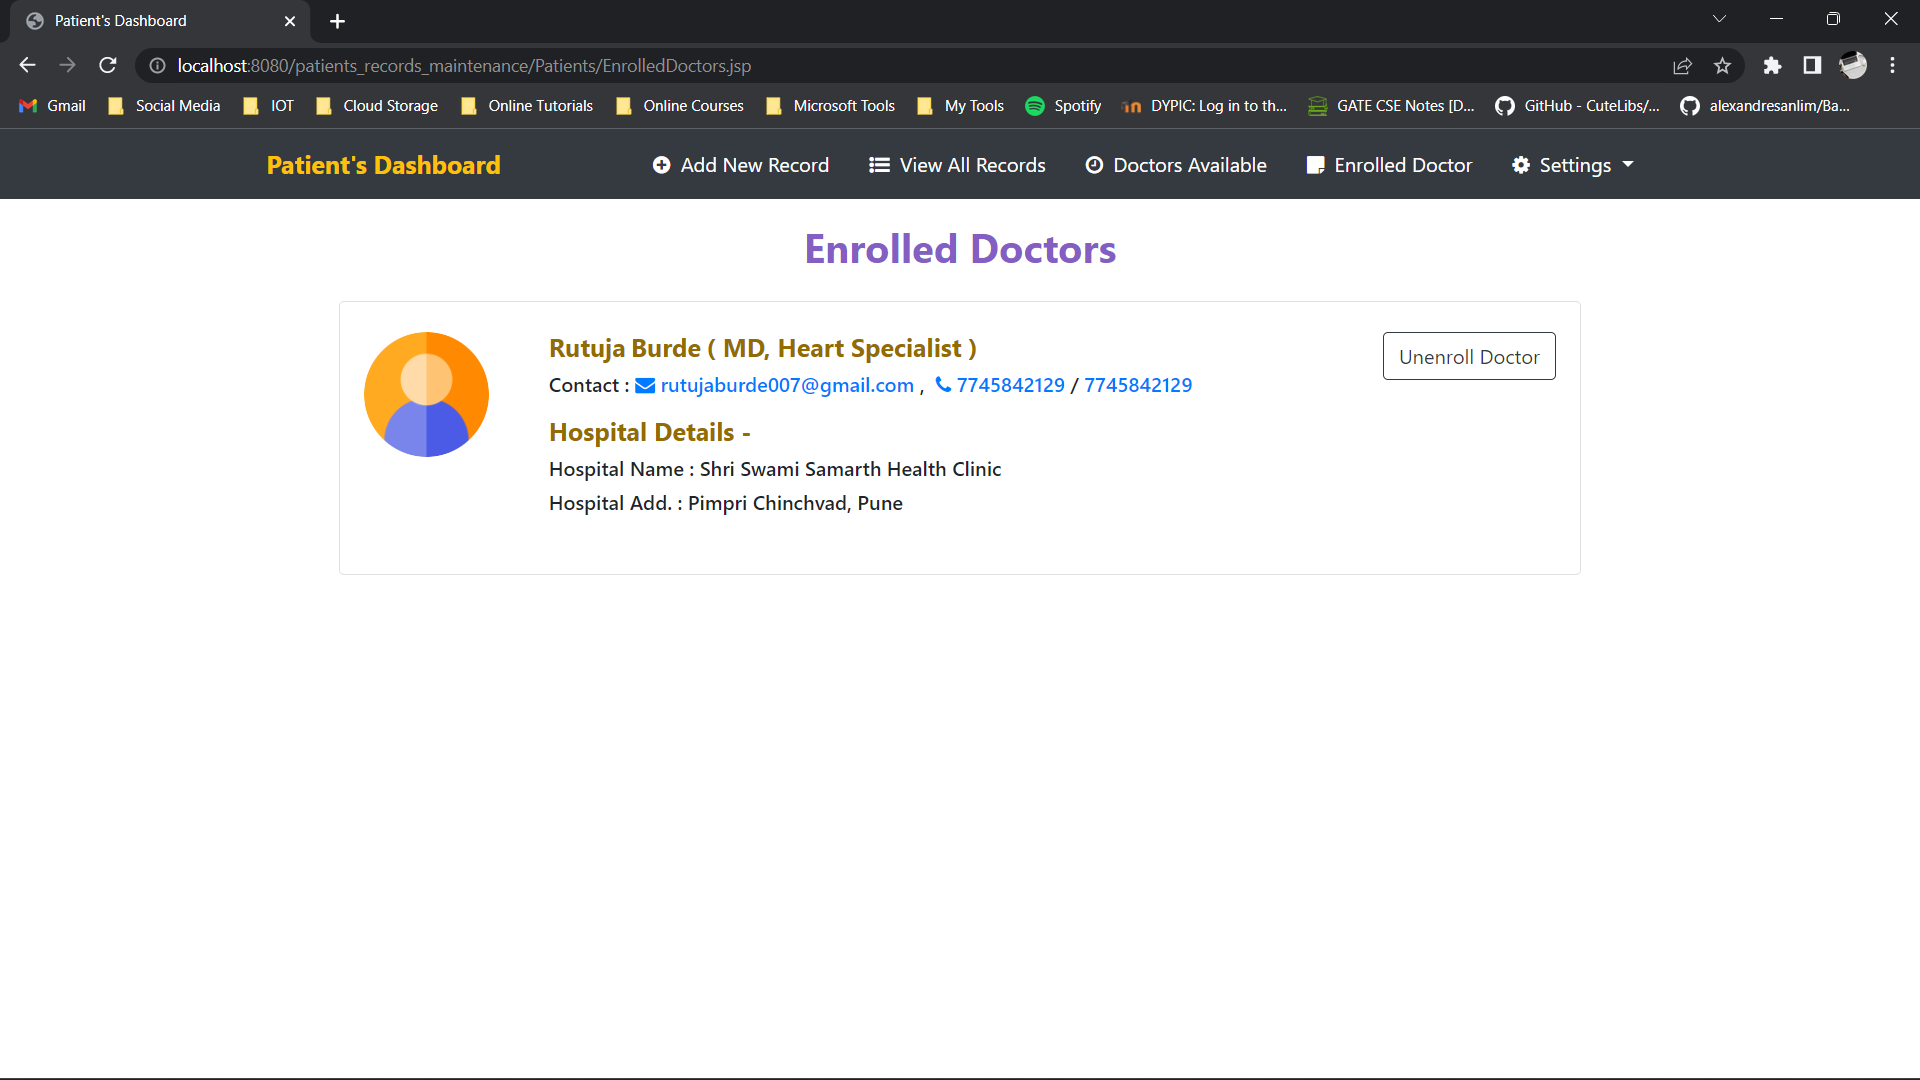 Patient's Dashboard
localhost:8080/patients_records_maintenance/Patients/EnrolledDoctors.jsp
Gmail Social Media IOT Cloud Storage Online Tutorials Online Courses Microsoft Tools My Tools Spotify DYPIC: Log in to th... GATE CSE Notes [D... GitHub - CuteLibs/... alexandresanlim/Ba...
Patient's Dashboard Add New Record View All Records Doctors Available Enrolled Doctor Settings
Enrolled Doctors
Rutuja Burde ( MD, Heart Specialist )
Unenroll Doctor
Contact : rutujaburde007@gmail.com , 7745842129 / 7745842129
Hospital Details -
Hospital Name : Shri Swami Samarth Health Clinic
Hospital Add. : Pimpri Chinchvad, Pune